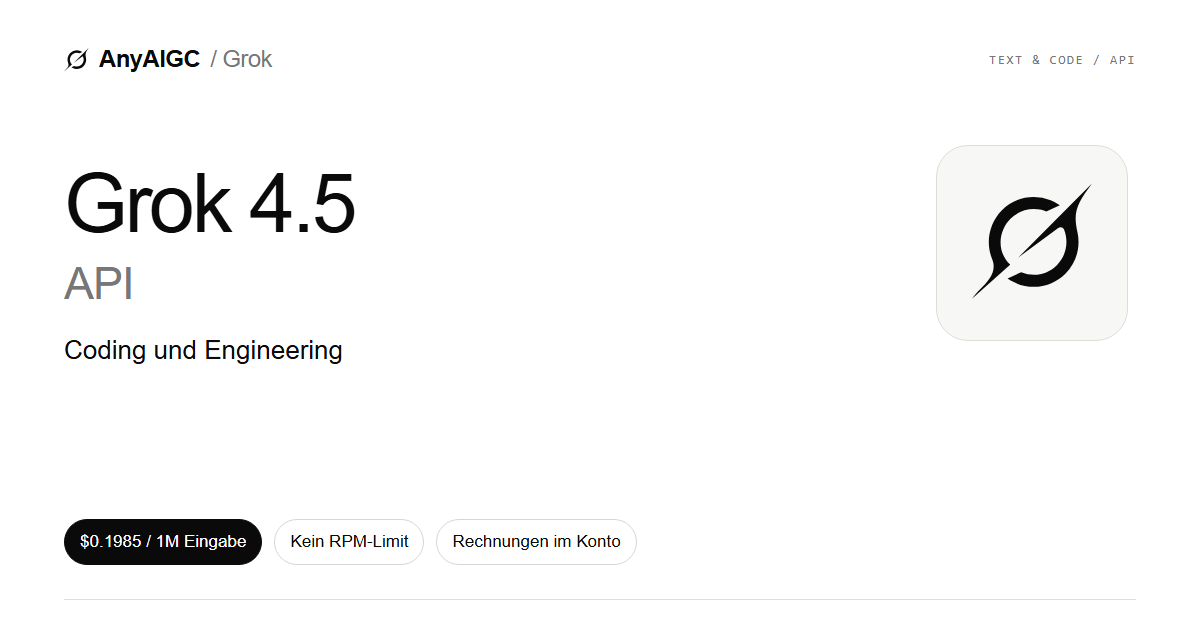 AnyAIGC / Grok
TEXT & CODE / API
Grok 4.5
API
Coding und Engineering
$0.1985 / 1M Eingabe
Kein RPM-Limit
Rechnungen im Konto